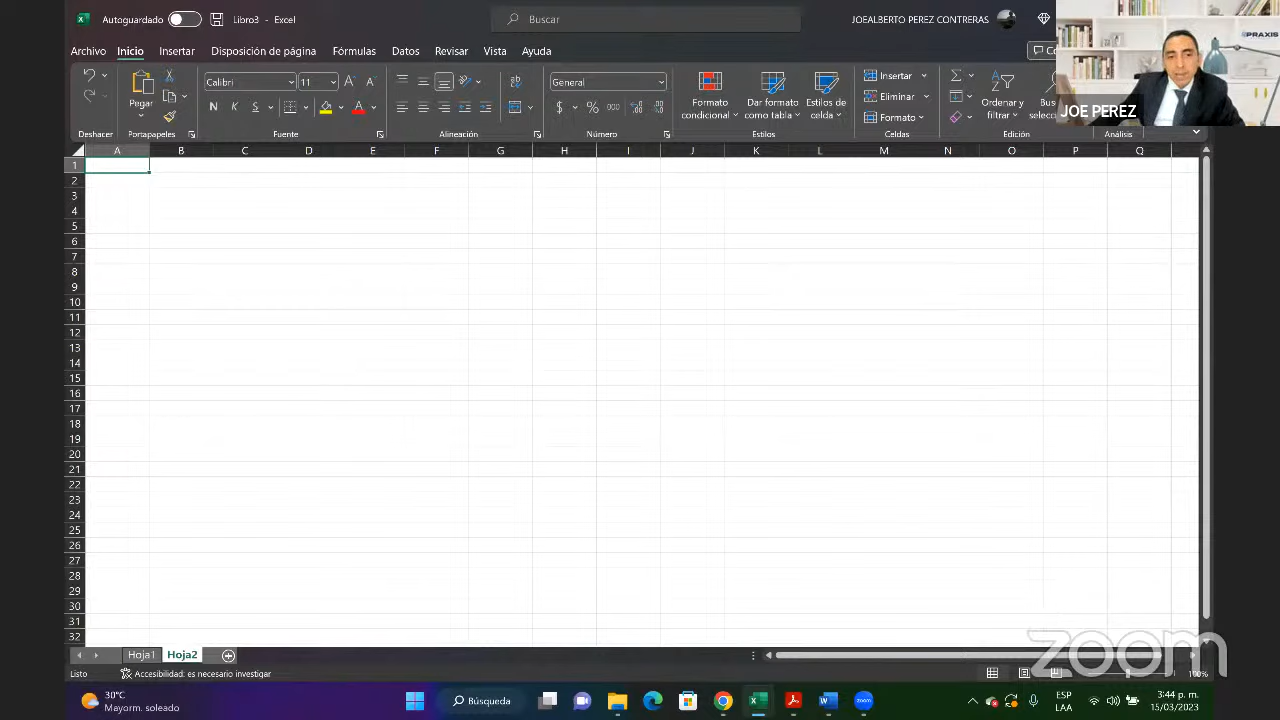 Autoguardado
Libro3 - Excel
Buscar
JOEALBERTO PEREZ CONTRERAS
Archivo Inicio Insertar Disposición de página Fórmulas Datos Revisar Vista Ayuda
Pegar
Calibri 11
N K S
General
$ % 000
Formato condicional
Dar formato como tabla
Estilos de celda
Insertar
Eliminar
Formato
Ordenar y filtrar
Deshacer Portapapeles Fuente Alineación Número Estilos Celdas Edición Análisis
PRAXIS
JOE PEREZ
A B C D E F G H I J K L M N O P Q
1
2
3
4
5
6
7
8
9
10
11
12
13
14
15
16
17
18
19
20
21
22
23
24
25
26
27
28
29
30
31
32
Hoja1 Hoja2
zoom
Listo Accesibilidad: es necesario investigar
100%
30°C
Mayorm. soleado
Búsqueda
zoom
ESP
LAA
3:44 p. m.
15/03/2023